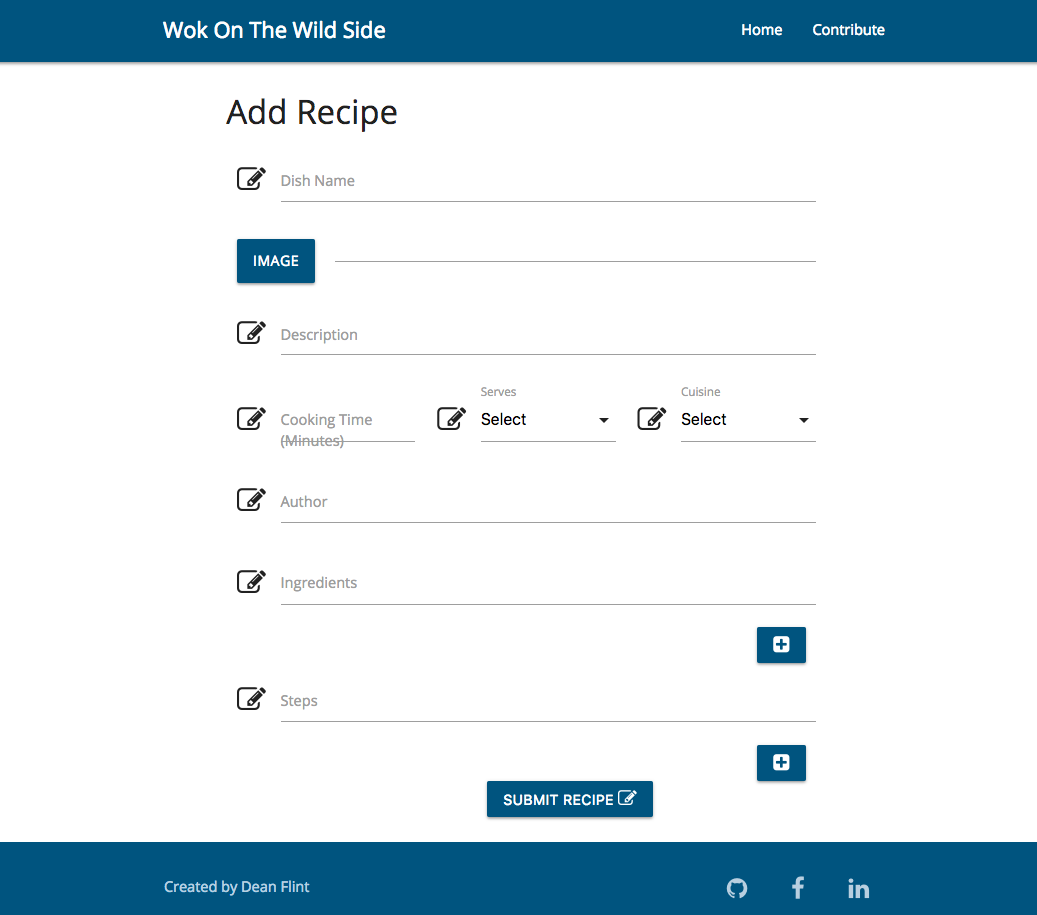 Wok On The Wild Side
Home
Contribute
Add Recipe
Dish Name
IMAGE
Description
Cooking Time
(Minutes)
Serves
Select
Cuisine
Select
Author
Ingredients
Steps
SUBMIT RECIPE
Created by Dean Flint